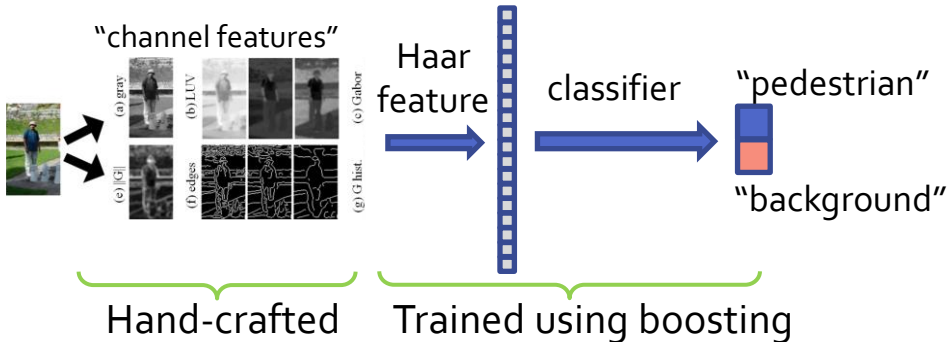 “channel features”
(a) gray
(b) LUV
(c) Gabor
(e) ||G||
(f) edges
(g) G hist.
Haar
feature
classifier
“pedestrian”
“background”
Hand-crafted
Trained using boosting